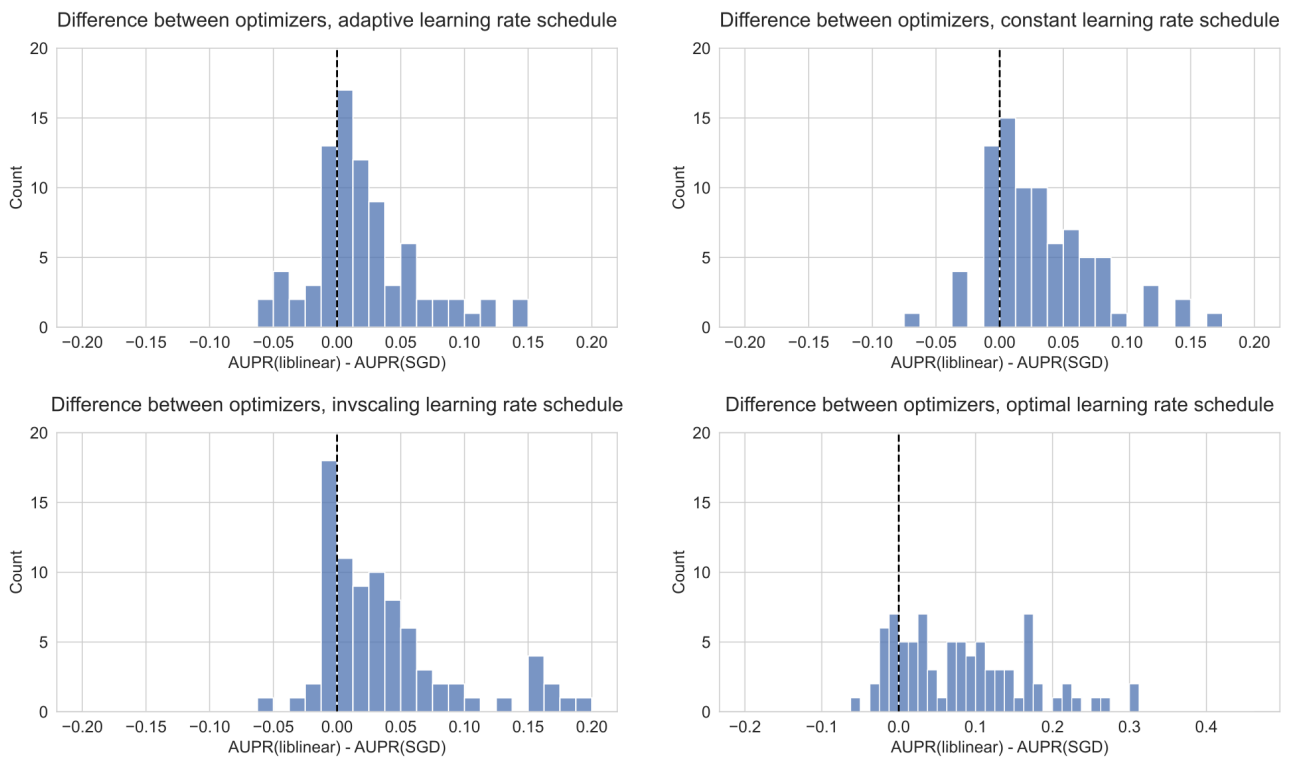 Difference between optimizers, adaptive learning rate schedule
20
15
10
5
0
Count
−0.20 −0.15 −0.10 −0.05 0.00 0.05 0.10 0.15 0.20
AUPR(liblinear) - AUPR(SGD)
Difference between optimizers, constant learning rate schedule
20
15
10
5
0
Count
−0.20 −0.15 −0.10 −0.05 0.00 0.05 0.10 0.15 0.20
AUPR(liblinear) - AUPR(SGD)
Difference between optimizers, invscaling learning rate schedule
20
15
10
5
0
Count
−0.20 −0.15 −0.10 −0.05 0.00 0.05 0.10 0.15 0.20
AUPR(liblinear) - AUPR(SGD)
Difference between optimizers, optimal learning rate schedule
20
15
10
5
0
Count
−0.2 −0.1 0.0 0.1 0.2 0.3 0.4
AUPR(liblinear) - AUPR(SGD)